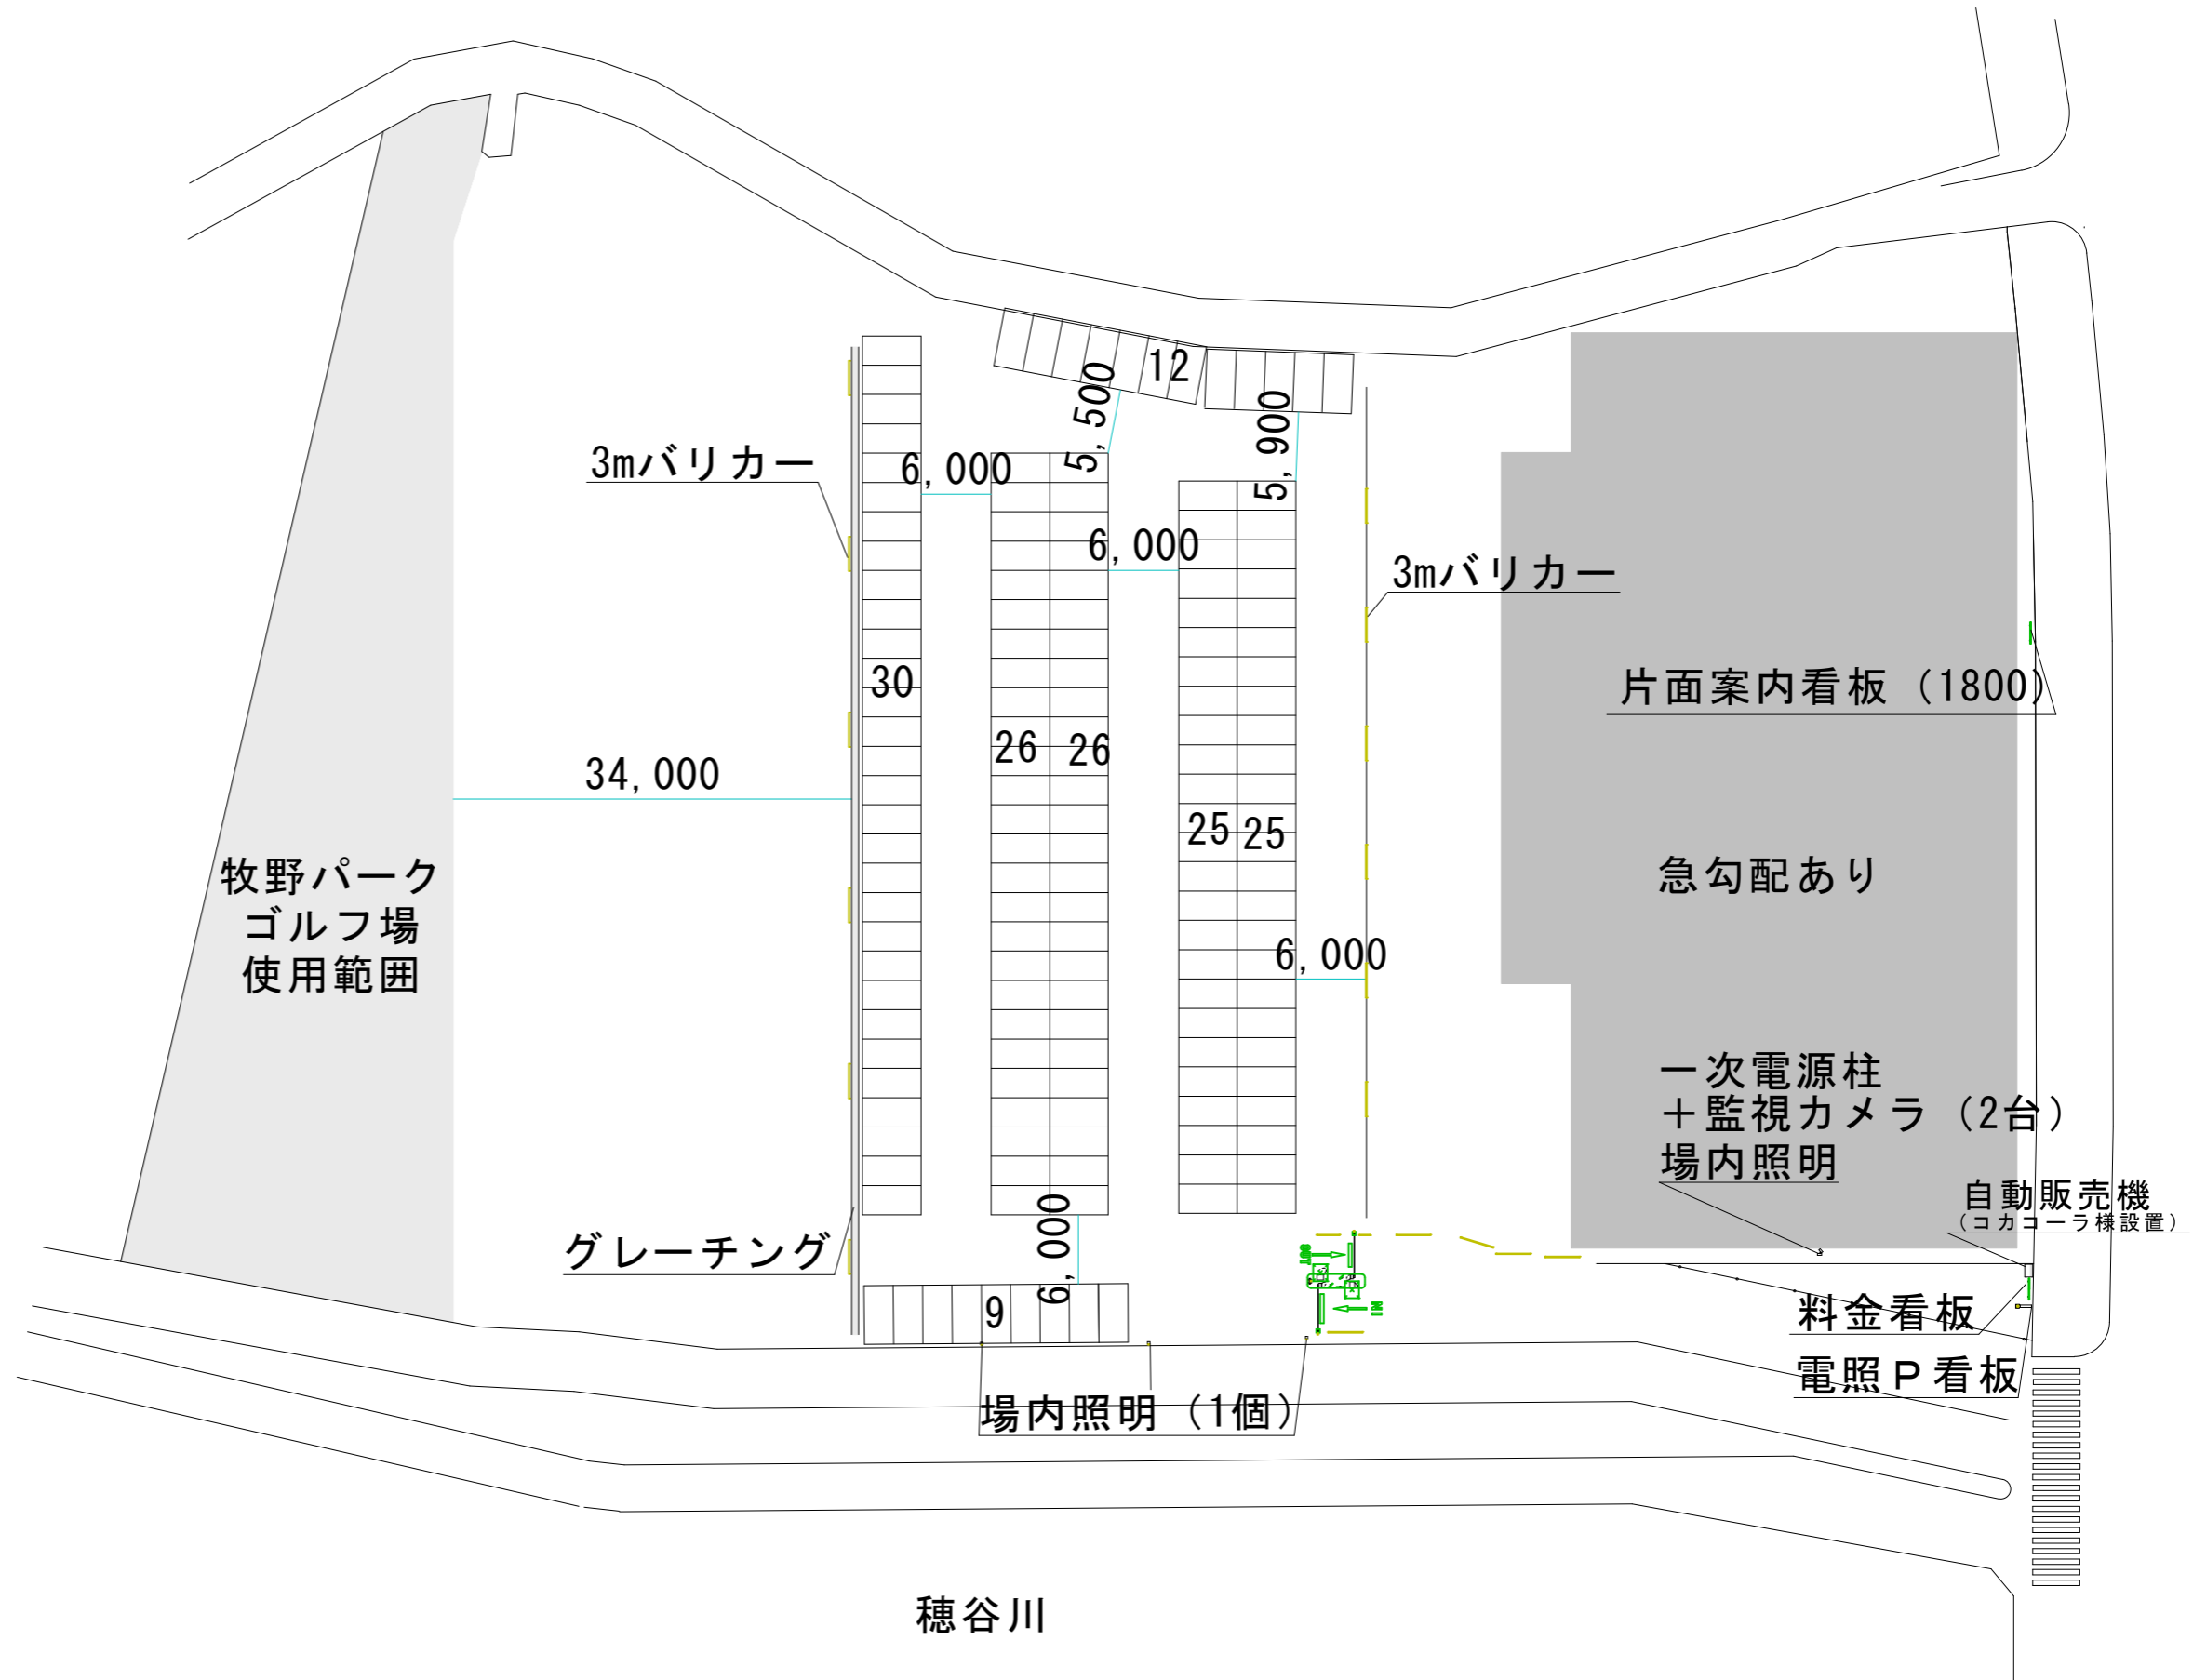 12
5,500
5,900
3mバリカー
6,000
6,000
3mバリカー
30
片面案内看板（1800）
26
26
34,000
25
25
牧野パーク
ゴルフ場
使用範囲
急勾配あり
6,000
一次電源柱
＋監視カメラ（2台）
場内照明
自動販売機
（コカコーラ様設置）
グレーチング
6,000
OUT
IN
9
料金看板
電照Ｐ看板
場内照明（1個）
穂谷川